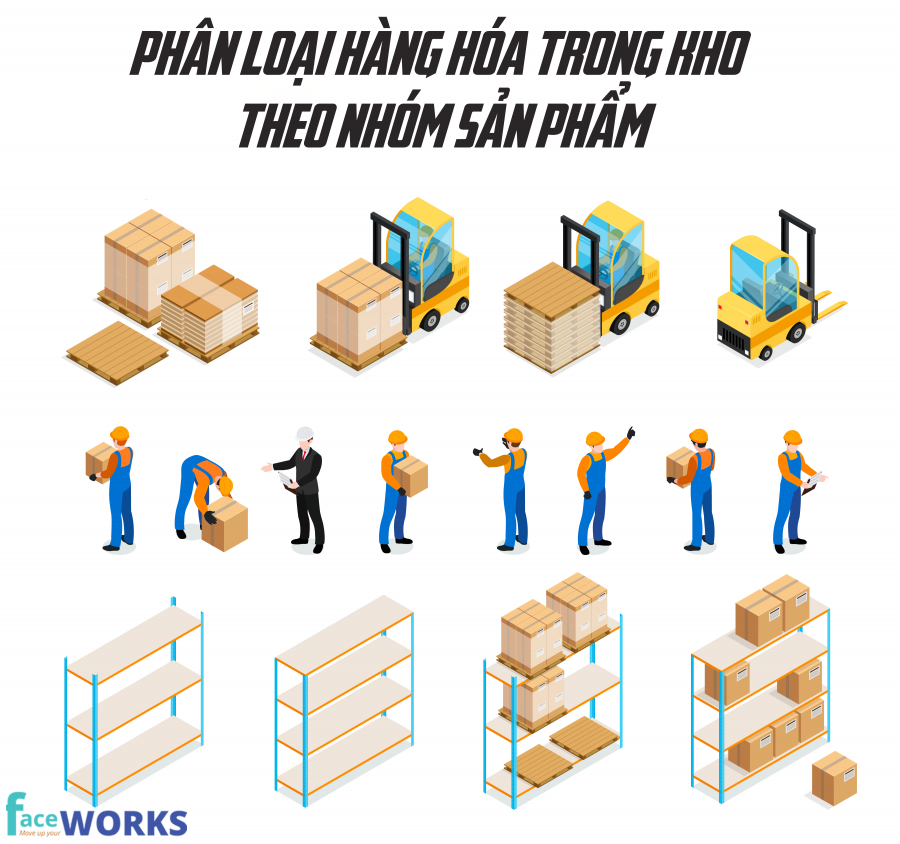 PHÂN LOẠI HÀNG HÓA TRONG KHO
THEO NHÓM SẢN PHẨM
faceWORKS
Move up your